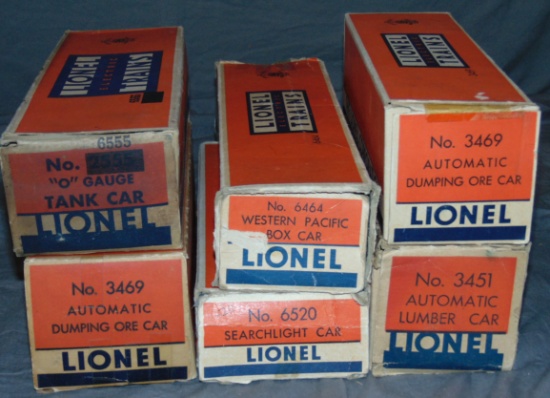 LIONEL
ELECTRIC
TRAINS
6555
No. 2555
"O" GAUGE
TANK CAR
LIONEL
LIONEL
TRAINS
No. 6464
WESTERN PACIFIC
BOX CAR
LIONEL
LIONEL
TRAINS
No. 3469
AUTOMATIC
DUMPING ORE CAR
LIONEL
No. 3469
AUTOMATIC
DUMPING ORE CAR
LIONEL
No. 6520
SEARCHLIGHT CAR
LIONEL
No. 3451
AUTOMATIC
LUMBER CAR
LIONEL